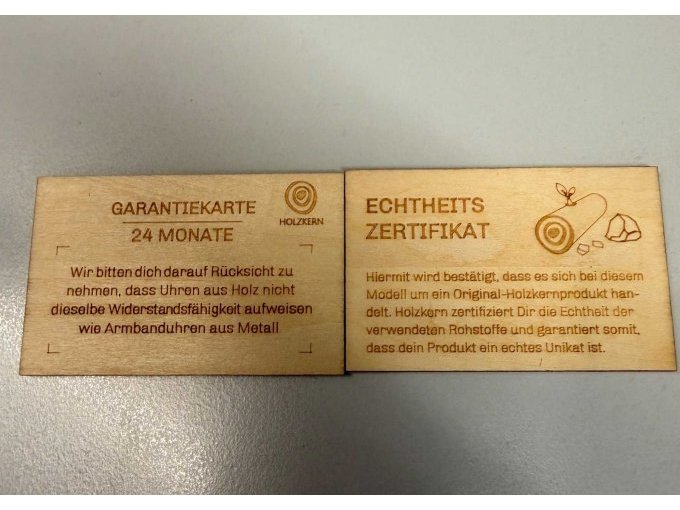 GARANTIEKARTE
24 MONATE
HOLZKERN
Wir bitten dich darauf Rücksicht zu
nehmen, dass Uhren aus Holz nicht
dieselbe Widerstandsfähigkeit aufweisen
wie Armbanduhren aus Metall
ECHTHEITS
ZERTIFIKAT
Hiermit wird bestätigt, dass es sich bei diesem
Modell um ein Original-Holzkernprodukt han-
delt. Holzkern zertifiziert Dir die Echtheit der
verwendeten Rohstoffe und garantiert somit,
dass dein Produkt ein echtes Unikat ist.